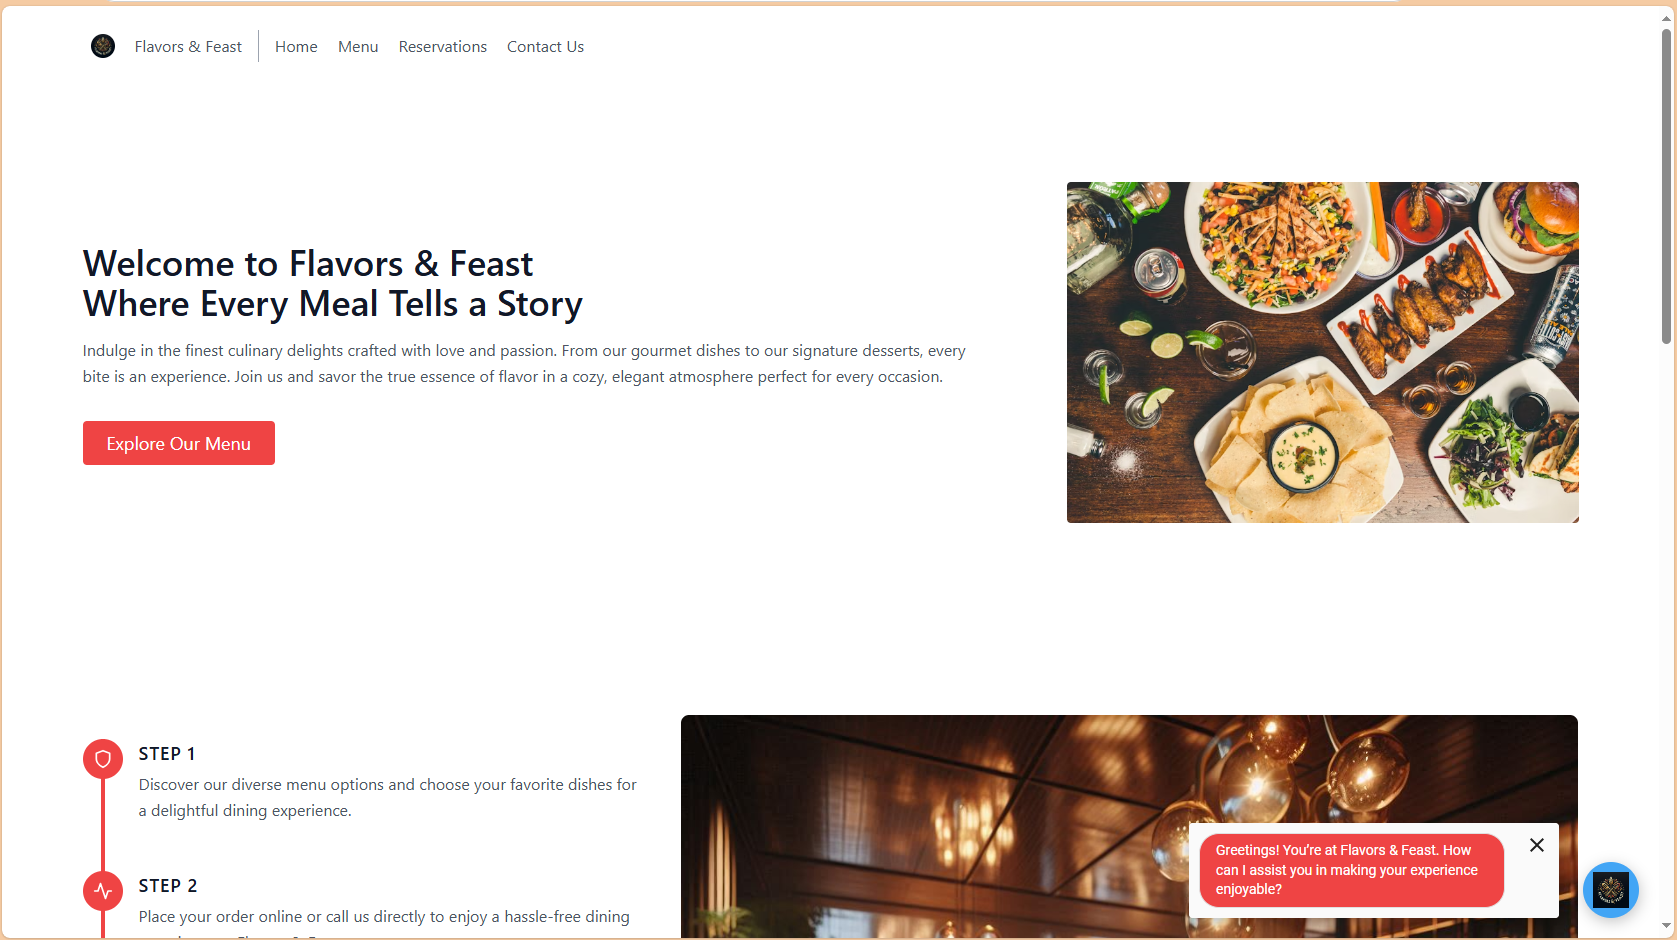 Flavors & Feast
Home
Menu
Reservations
Contact Us
Welcome to Flavors & Feast
Where Every Meal Tells a Story
Indulge in the finest culinary delights crafted with love and passion. From our gourmet dishes to our signature desserts, every
bite is an experience. Join us and savor the true essence of flavor in a cozy, elegant atmosphere perfect for every occasion.
Explore Our Menu
STEP 1
Discover our diverse menu options and choose your favorite dishes for
a delightful dining experience.
STEP 2
Place your order online or call us directly to enjoy a hassle-free dining
Greetings! You're at Flavors & Feast. How
can I assist you in making your experience
enjoyable?